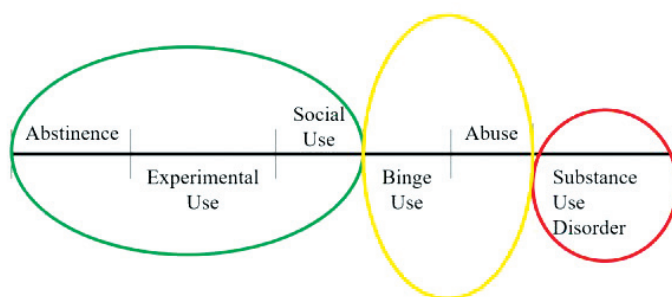 Abstinence
Experimental
Use
Social
Use
Binge
Use
Abuse
Substance
Use
Disorder